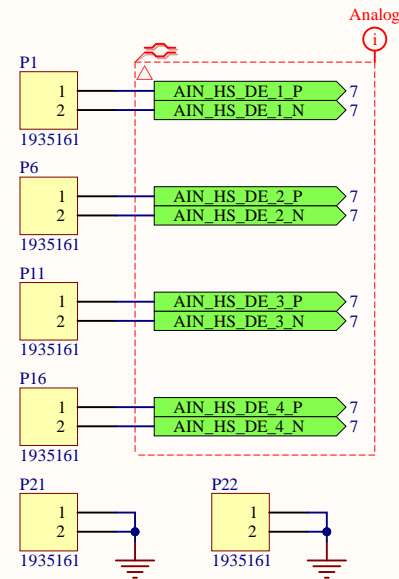 Analog
i
P1
1 AIN_HS_DE_1_P 7
2 AIN_HS_DE_1_N 7
1935161
P6
1 AIN_HS_DE_2_P 7
2 AIN_HS_DE_2_N 7
1935161
P11
1 AIN_HS_DE_3_P 7
2 AIN_HS_DE_3_N 7
1935161
P16
1 AIN_HS_DE_4_P 7
2 AIN_HS_DE_4_N 7
1935161
P21 P22
1 1
2 2
1935161 1935161